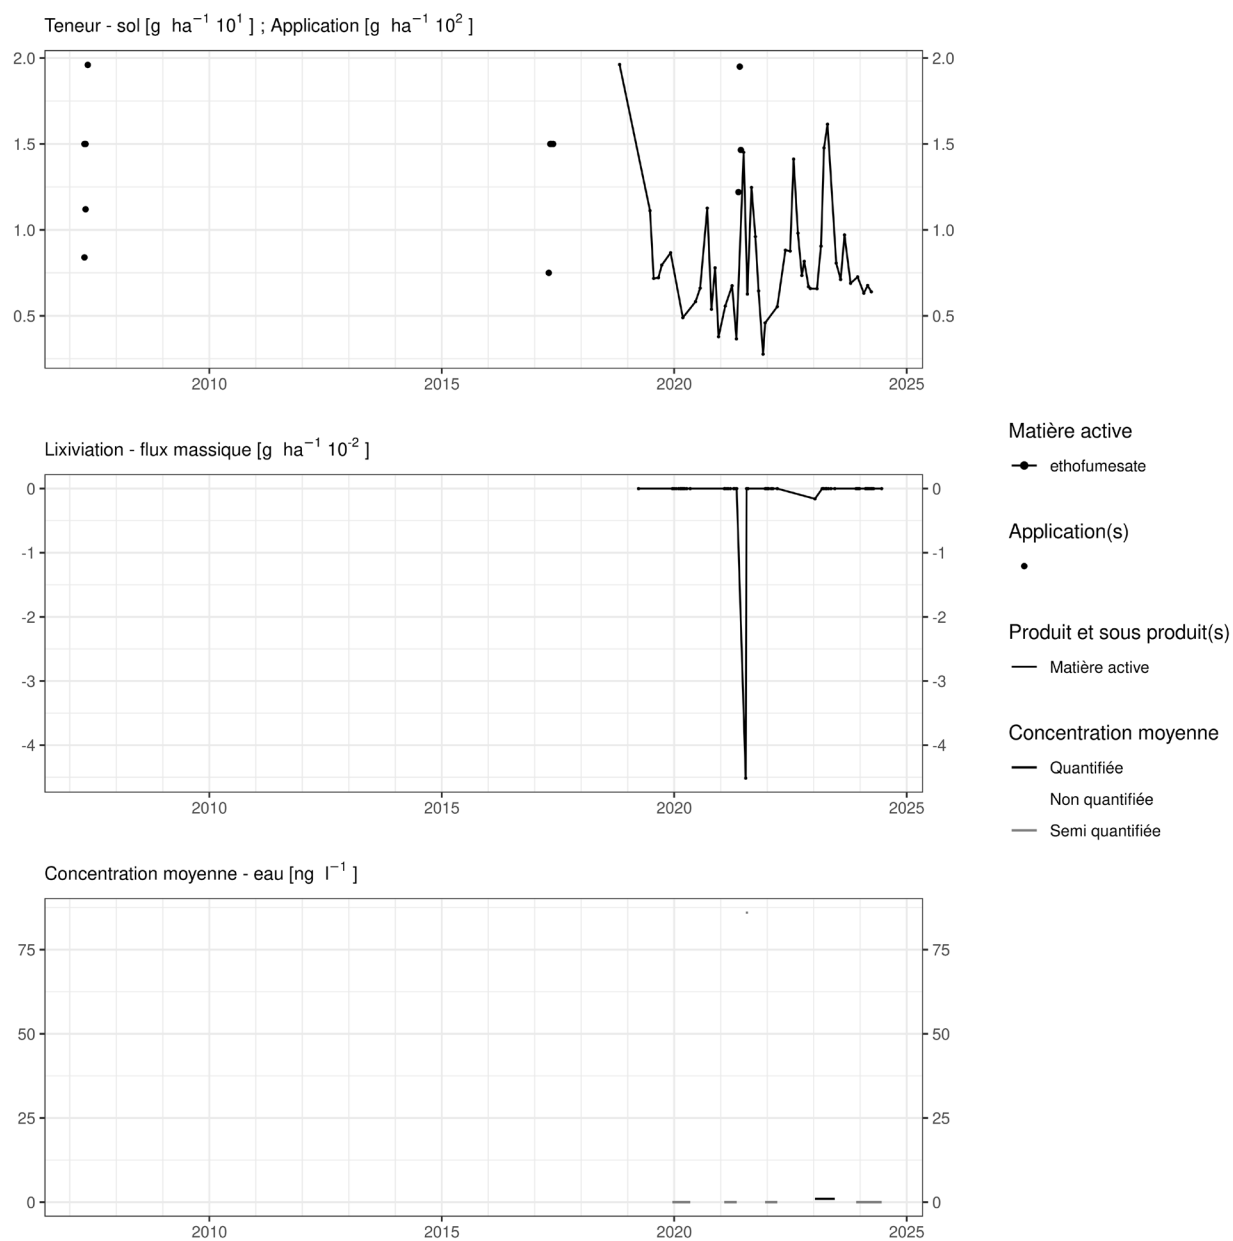 Teneur - sol [g ha⁻¹ 10¹ ] ; Application [g ha⁻¹ 10² ]
2.0 2.0
1.5 1.5
1.0 1.0
0.5 0.5
2010 2015 2020 2025
Lixiviation - flux massique [g ha⁻¹ 10⁻² ]
0 0
-1 -1
-2 -2
-3 -3
-4 -4
2010 2015 2020 2025
Concentration moyenne - eau [ng l⁻¹ ]
75 75
50 50
25 25
0 0
2010 2015 2020 2025
Matière active
ethofumesate
Application(s)
Produit et sous produit(s)
Matière active
Concentration moyenne
Quantifiée
Non quantifiée
Semi quantifiée